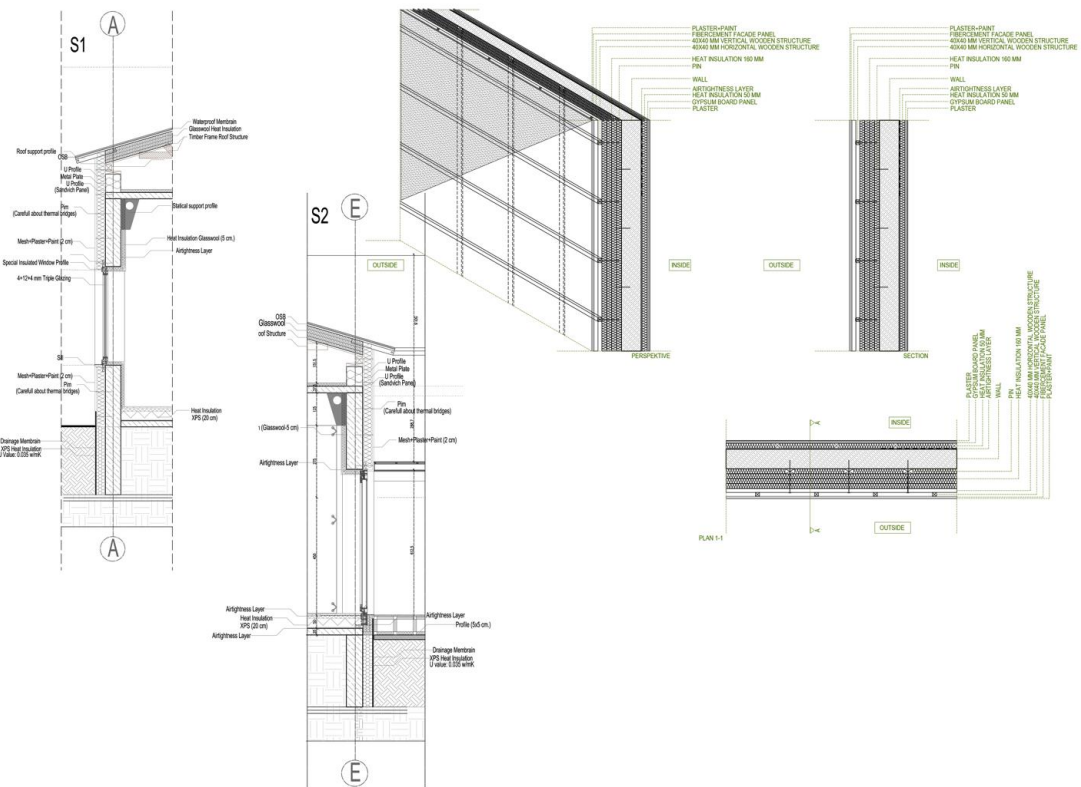 A
S1
Waterproof Membrain
Glasswool Heat Insulation
Timber Frame Roof Structure
Roof support profile
OSB
U Profile
Metal Plate
U Profile
(Sandvich Panel)
Pim
(Carefull about thermal bridges)
Statical support profile
Mesh+Plaster+Paint (2 cm)
Heat Insulation Glasswool (5 cm.)
Airtightness Layer
Special Insulated Window Profile
4+12+4 mm Triple Glazing
Sill
Mesh+Plaster+Paint (2 cm)
Pim
(Carefull about thermal bridges)
Heat Insulation
XPS (20 cm)
Drainage Membrain
XPS Heat Insulation
U Value: 0.035 w/mK
A
S2
E
OSB
Glasswool
oof Structure
U Profile
Metal Plate
U Profile
(Sandvich Panel)
Pim
(Carefull about thermal bridges)
(Glasswool-5 cm)
Mesh+Plaster+Paint (2 cm)
Airtightness Layer
Airtightness Layer
Heat Insulation
XPS (20 cm)
Airtightness Layer
Airtightness Layer
Profile (5x5 cm.)
Drainage Membrain
XPS Heat Insulation
U value: 0.035 w/mK
E
PLASTER+PAINT
FIBERCEMENT FACADE PANEL
40X40 MM VERTICAL WOODEN STRUCTURE
40X40 MM HORIZONTAL WOODEN STRUCTURE
HEAT INSULATION 160 MM
PIN
WALL
AIRTIGHTNESS LAYER
HEAT INSULATION 50 MM
GYPSUM BOARD PANEL
PLASTER
OUTSIDE
INSIDE
PERSPEKTIVE
PLASTER+PAINT
FIBERCEMENT FACADE PANEL
40X40 MM VERTICAL WOODEN STRUCTURE
40X40 MM HORIZONTAL WOODEN STRUCTURE
HEAT INSULATION 160 MM
PIN
WALL
AIRTIGHTNESS LAYER
HEAT INSULATION 50 MM
GYPSUM BOARD PANEL
PLASTER
OUTSIDE
INSIDE
SECTION
PLASTER
GYPSUM BOARD PANEL
HEAT INSULATION 50 MM
AIRTIGHTNESS LAYER
WALL
PIN
HEAT INSULATION 160 MM
40X40 MM HORIZONTAL WOODEN STRUCTURE
40X40 MM VERTICAL WOODEN STRUCTURE
FIBERCEMENT FACADE PANEL
PLASTER+PAINT
A
INSIDE
OUTSIDE
A
PLAN 1-1